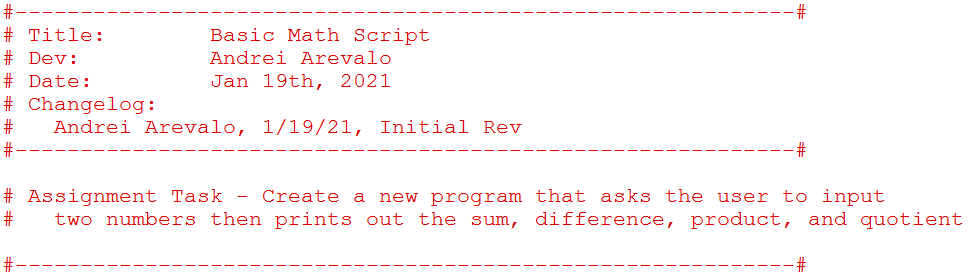 #------------------------------------------------------------#
# Title:        Basic Math Script
# Dev:          Andrei Arevalo
# Date:         Jan 19th, 2021
# Changelog:
#   Andrei Arevalo, 1/19/21, Initial Rev
#------------------------------------------------------------#
# Assignment Task - Create a new program that asks the user to input
#   two numbers then prints out the sum, difference, product, and quotient
#------------------------------------------------------------#